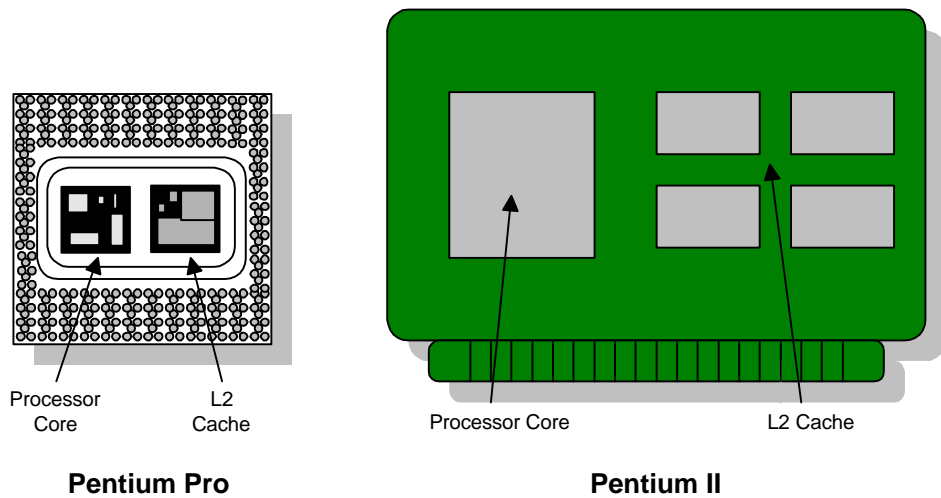 Processor
Core
L2
Cache
Processor Core
L2 Cache
Pentium Pro
Pentium II